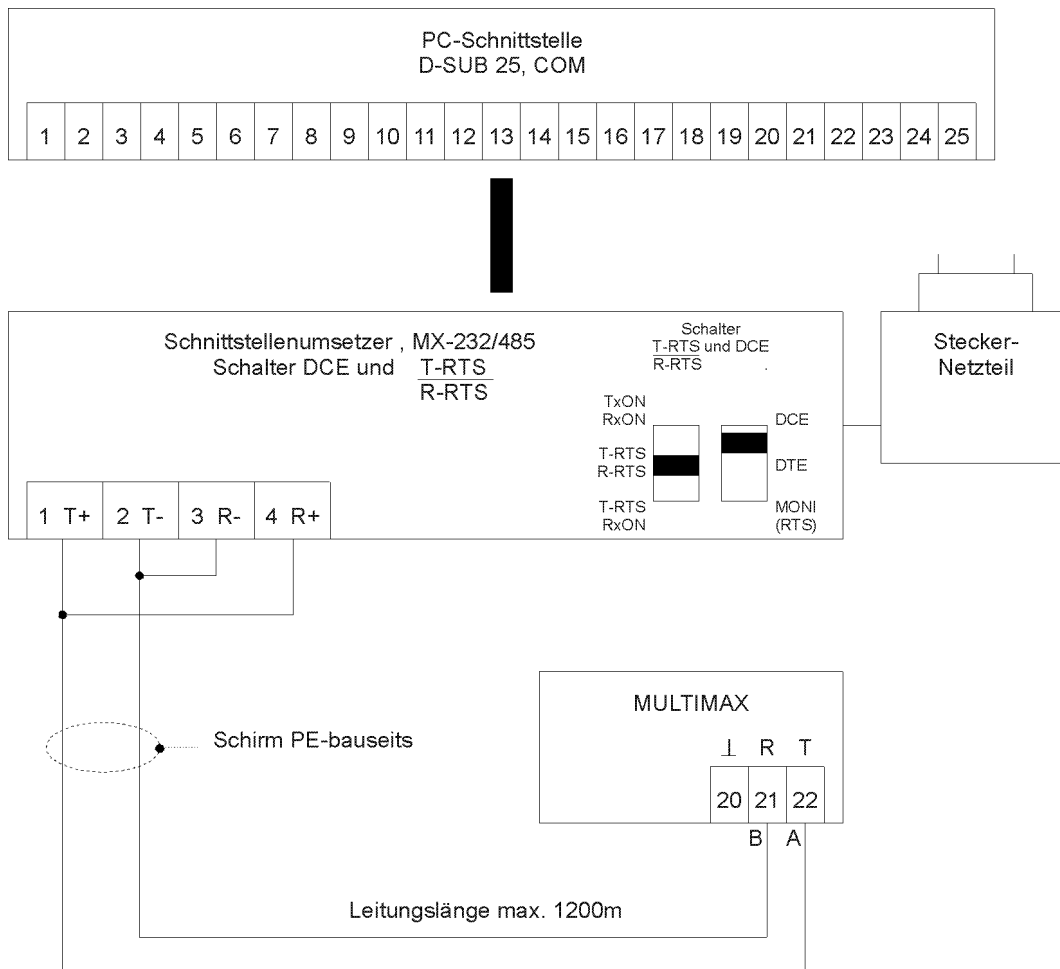 PC-Schnittstelle
D-SUB 25, COM
1 2 3 4 5 6 7 8 9 10 11 12 13 14 15 16 17 18 19 20 21 22 23 24 25
Schnittstellenumsetzer , MX-232/485
Schalter DCE und T-RTS
R-RTS
Schalter
T-RTS und DCE
R-RTS .
TxON
RxON
T-RTS
R-RTS
T-RTS
RxON
DCE
DTE
MONI
(RTS)
Stecker-
Netzteil
1 T+ 2 T- 3 R- 4 R+
Schirm PE-bauseits
MULTIMAX
⊥ R T
20 21 22
B A
Leitungslänge max. 1200m